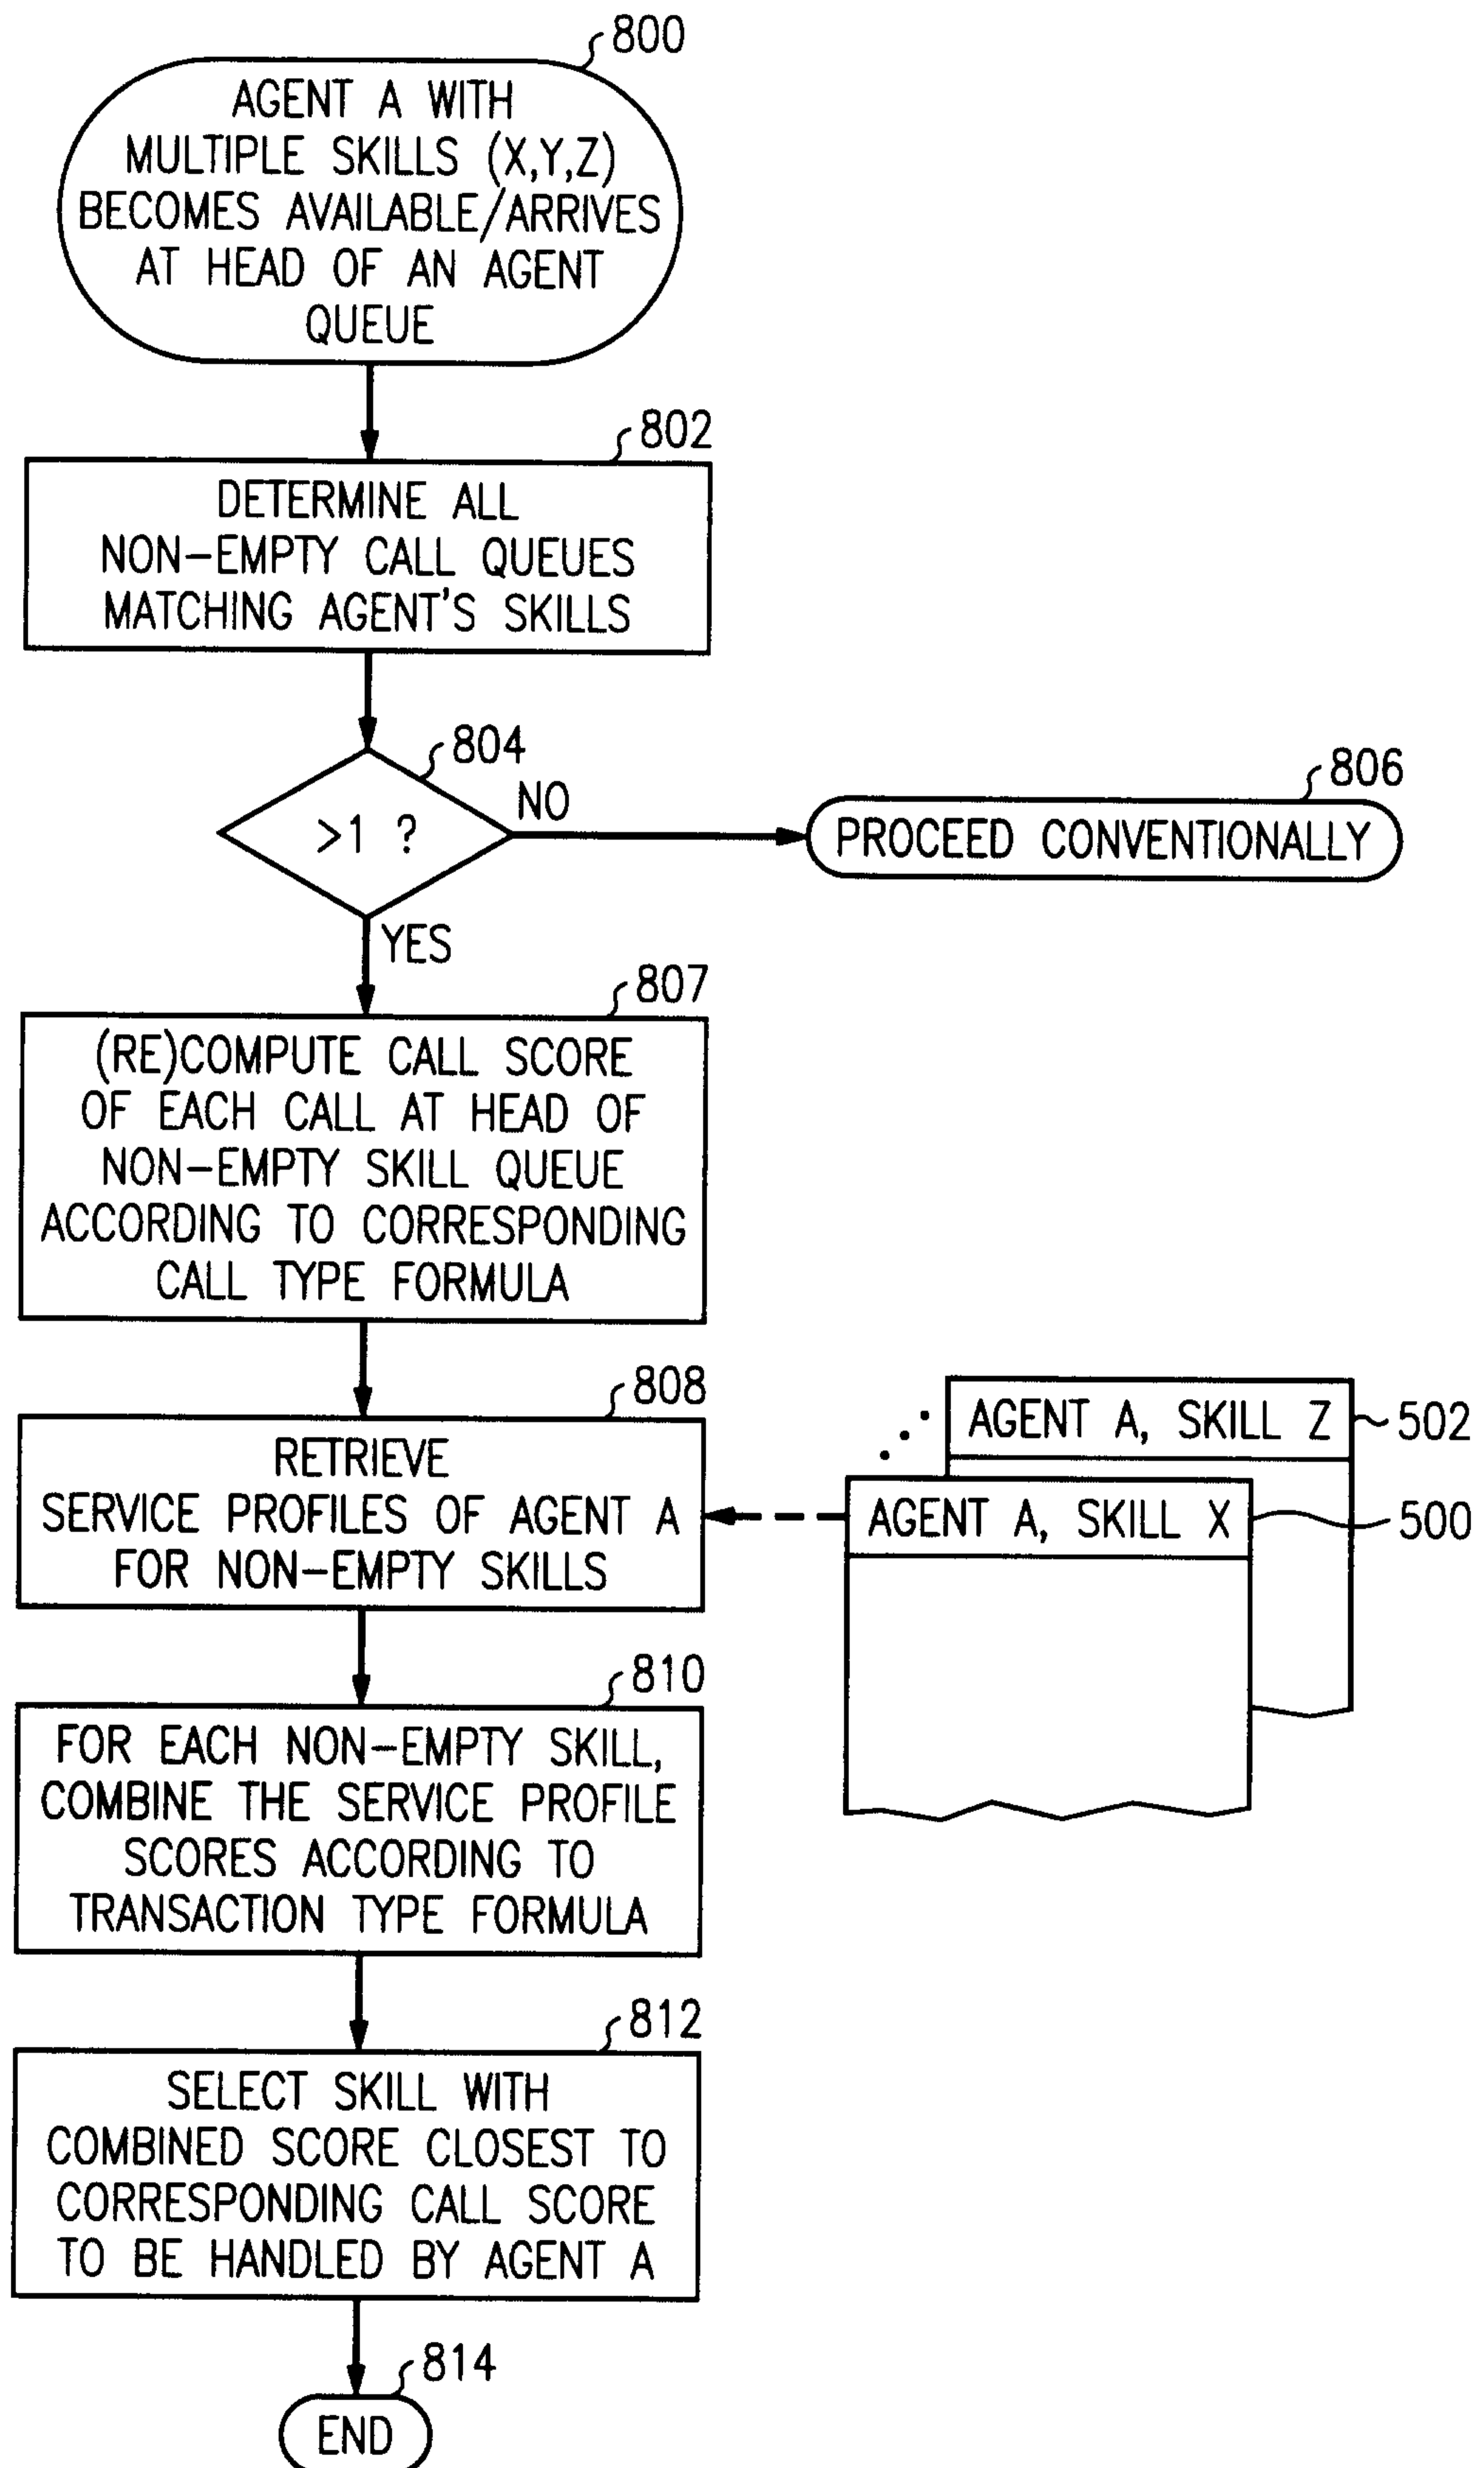 800
AGENT A WITH
MULTIPLE SKILLS (X,Y,Z)
BECOMES AVAILABLE/ARRIVES
AT HEAD OF AN AGENT
QUEUE
802
DETERMINE ALL
NON-EMPTY CALL QUEUES
MATCHING AGENT'S SKILLS
804
>1 ?
NO
806
PROCEED CONVENTIONALLY
YES
807
(RE)COMPUTE CALL SCORE
OF EACH CALL AT HEAD OF
NON-EMPTY SKILL QUEUE
ACCORDING TO CORRESPONDING
CALL TYPE FORMULA
808
RETRIEVE
SERVICE PROFILES OF AGENT A
FOR NON-EMPTY SKILLS
AGENT A, SKILL Z
502
AGENT A, SKILL X
500
810
FOR EACH NON-EMPTY SKILL,
COMBINE THE SERVICE PROFILE
SCORES ACCORDING TO
TRANSACTION TYPE FORMULA
812
SELECT SKILL WITH
COMBINED SCORE CLOSEST TO
CORRESPONDING CALL SCORE
TO BE HANDLED BY AGENT A
814
END